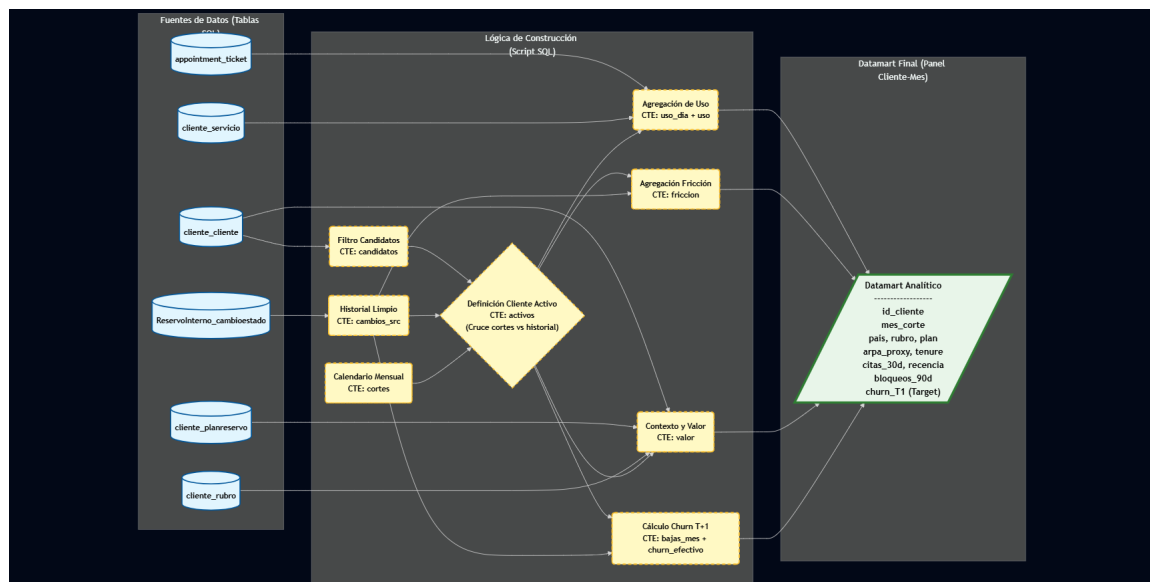 Fuentes de Datos (Tablas
SQL)
appointment_ticket
cliente_servicio
cliente_cliente
ReservoInterno_cambioestado
cliente_planreservo
cliente_rubro
Lógica de Construcción
(Script SQL)
Filtro Candidatos
CTE: candidatos
Historial Limpio
CTE: cambios_src
Calendario Mensual
CTE: cortes
Definición Cliente Activo
CTE: activos
(Cruce cortes vs historial)
Agregación de Uso
CTE: uso_dia + uso
Agregación Fricción
CTE: friccion
Contexto y Valor
CTE: valor
Cálculo Churn T+1
CTE: bajas_mes +
churn_efectivo
Datamart Final (Panel
Cliente-Mes)
Datamart Analítico
-----------------
id_cliente
mes_corte
pais, rubro, plan
arpa_proxy, tenure
citas_30d, recencia
bloqueos_90d
churn_T1 (Target)